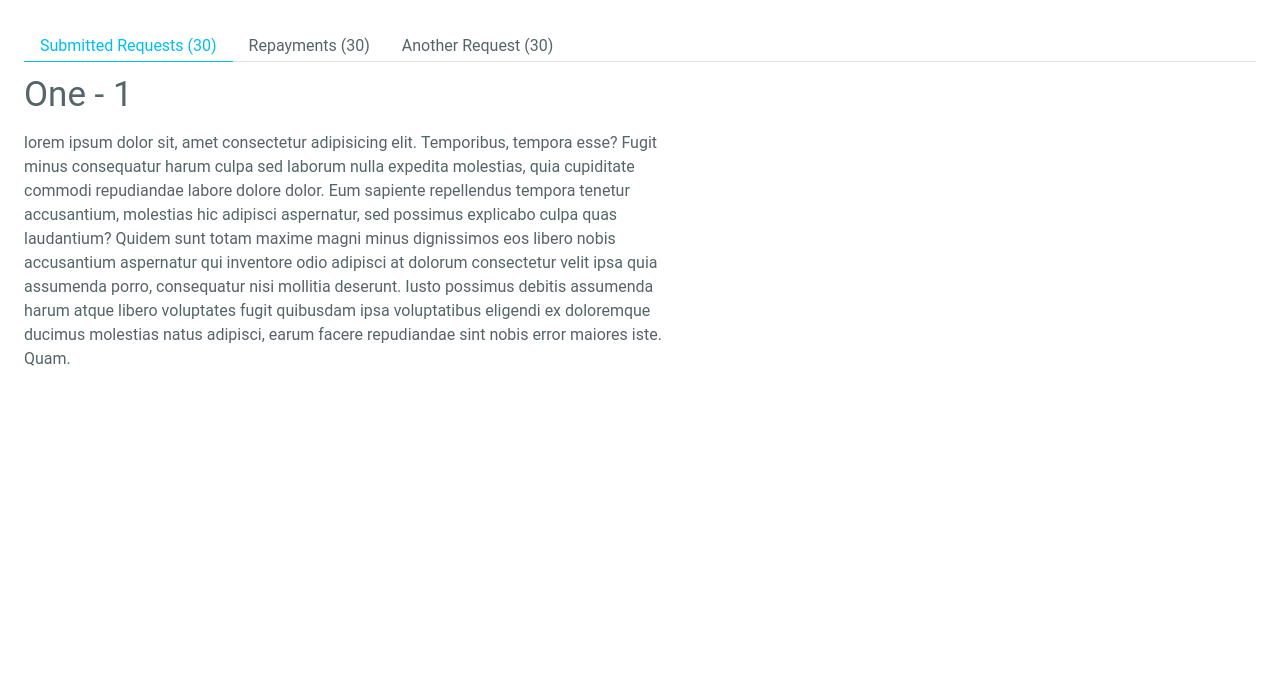 Submitted Requests (30) Repayments (30) Another Request (30)
One - 1
lorem ipsum dolor sit, amet consectetur adipisicing elit. Temporibus, tempora esse? Fugit
minus consequatur harum culpa sed laborum nulla expedita molestias, quia cupiditate
commodi repudiandae labore dolore dolor. Eum sapiente repellendus tempora tenetur
accusantium, molestias hic adipisci aspernatur, sed possimus explicabo culpa quas
laudantium? Quidem sunt totam maxime magni minus dignissimos eos libero nobis
accusantium aspernatur qui inventore odio adipisci at dolorum consectetur velit ipsa quia
assumenda porro, consequatur nisi mollitia deserunt. Iusto possimus debitis assumenda
harum atque libero voluptates fugit quibusdam ipsa voluptatibus eligendi ex doloremque
ducimus molestias natus adipisci, earum facere repudiandae sint nobis error maiores iste.
Quam.